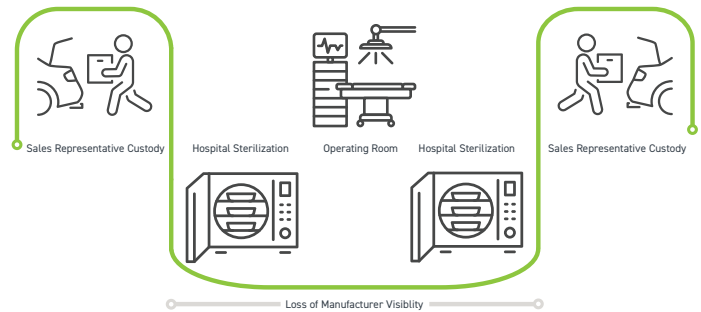 Sales Representative Custody
Hospital Sterilization
Operating Room
Hospital Sterilization
Sales Representative Custody
Loss of Manufacturer Visiblity